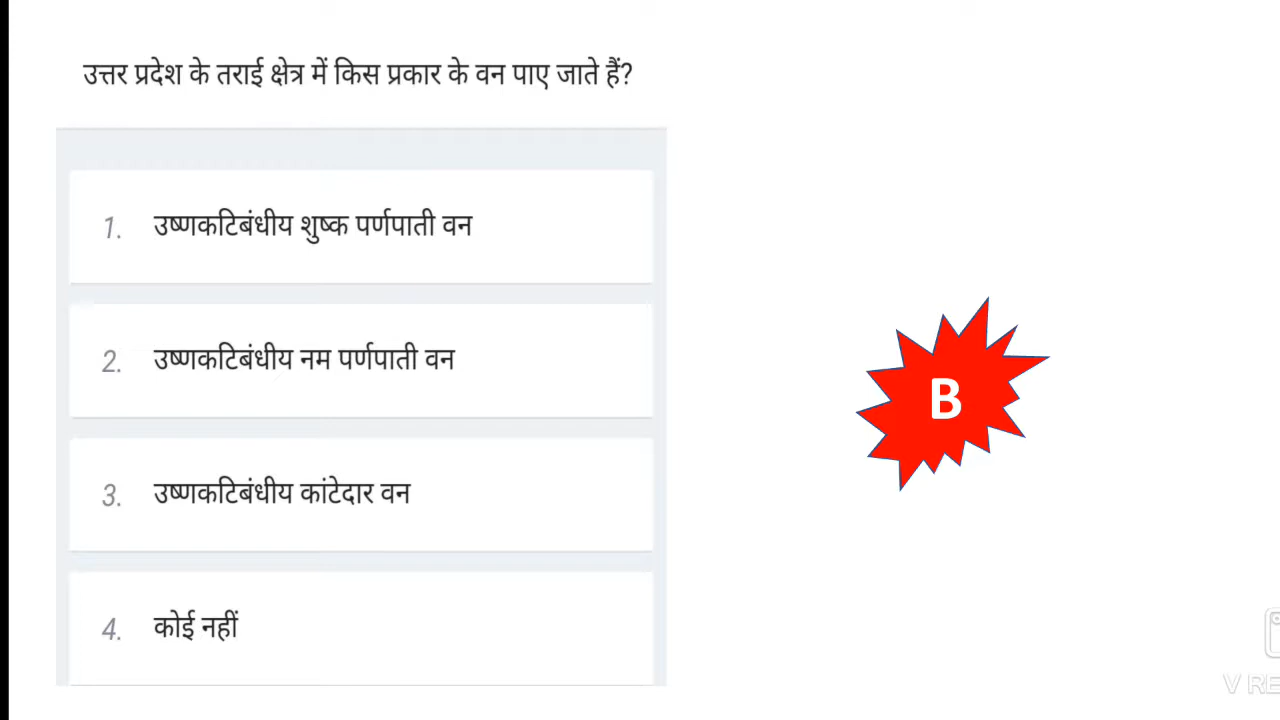 उत्तर प्रदेश के तराई क्षेत्र में किस प्रकार के वन पाए जाते हैं?
1. उष्णकटिबंधीय शुष्क पर्णपाती वन
2. उष्णकटिबंधीय नम पर्णपाती वन
B
3. उष्णकटिबंधीय कांटेदार वन
4. कोई नहीं
V RE